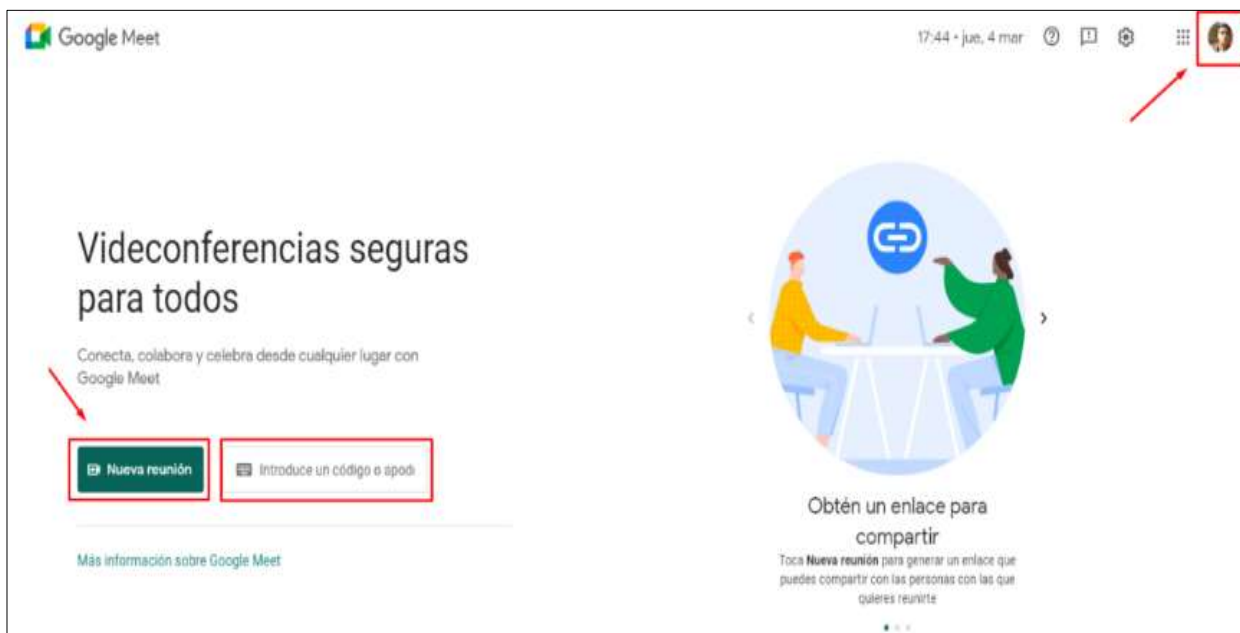 Google Meet
17:44 • jue, 4 mar
Videconferencias seguras
para todos
Conecta, colabora y celebra desde cualquier lugar con
Google Meet
Nueva reunión
Introduce un código o apod
Más información sobre Google Meet
Obtén un enlace para
compartir
Toca Nueva reunión para generar un enlace que
puedes compartir con las personas con las que
quieres reunirte